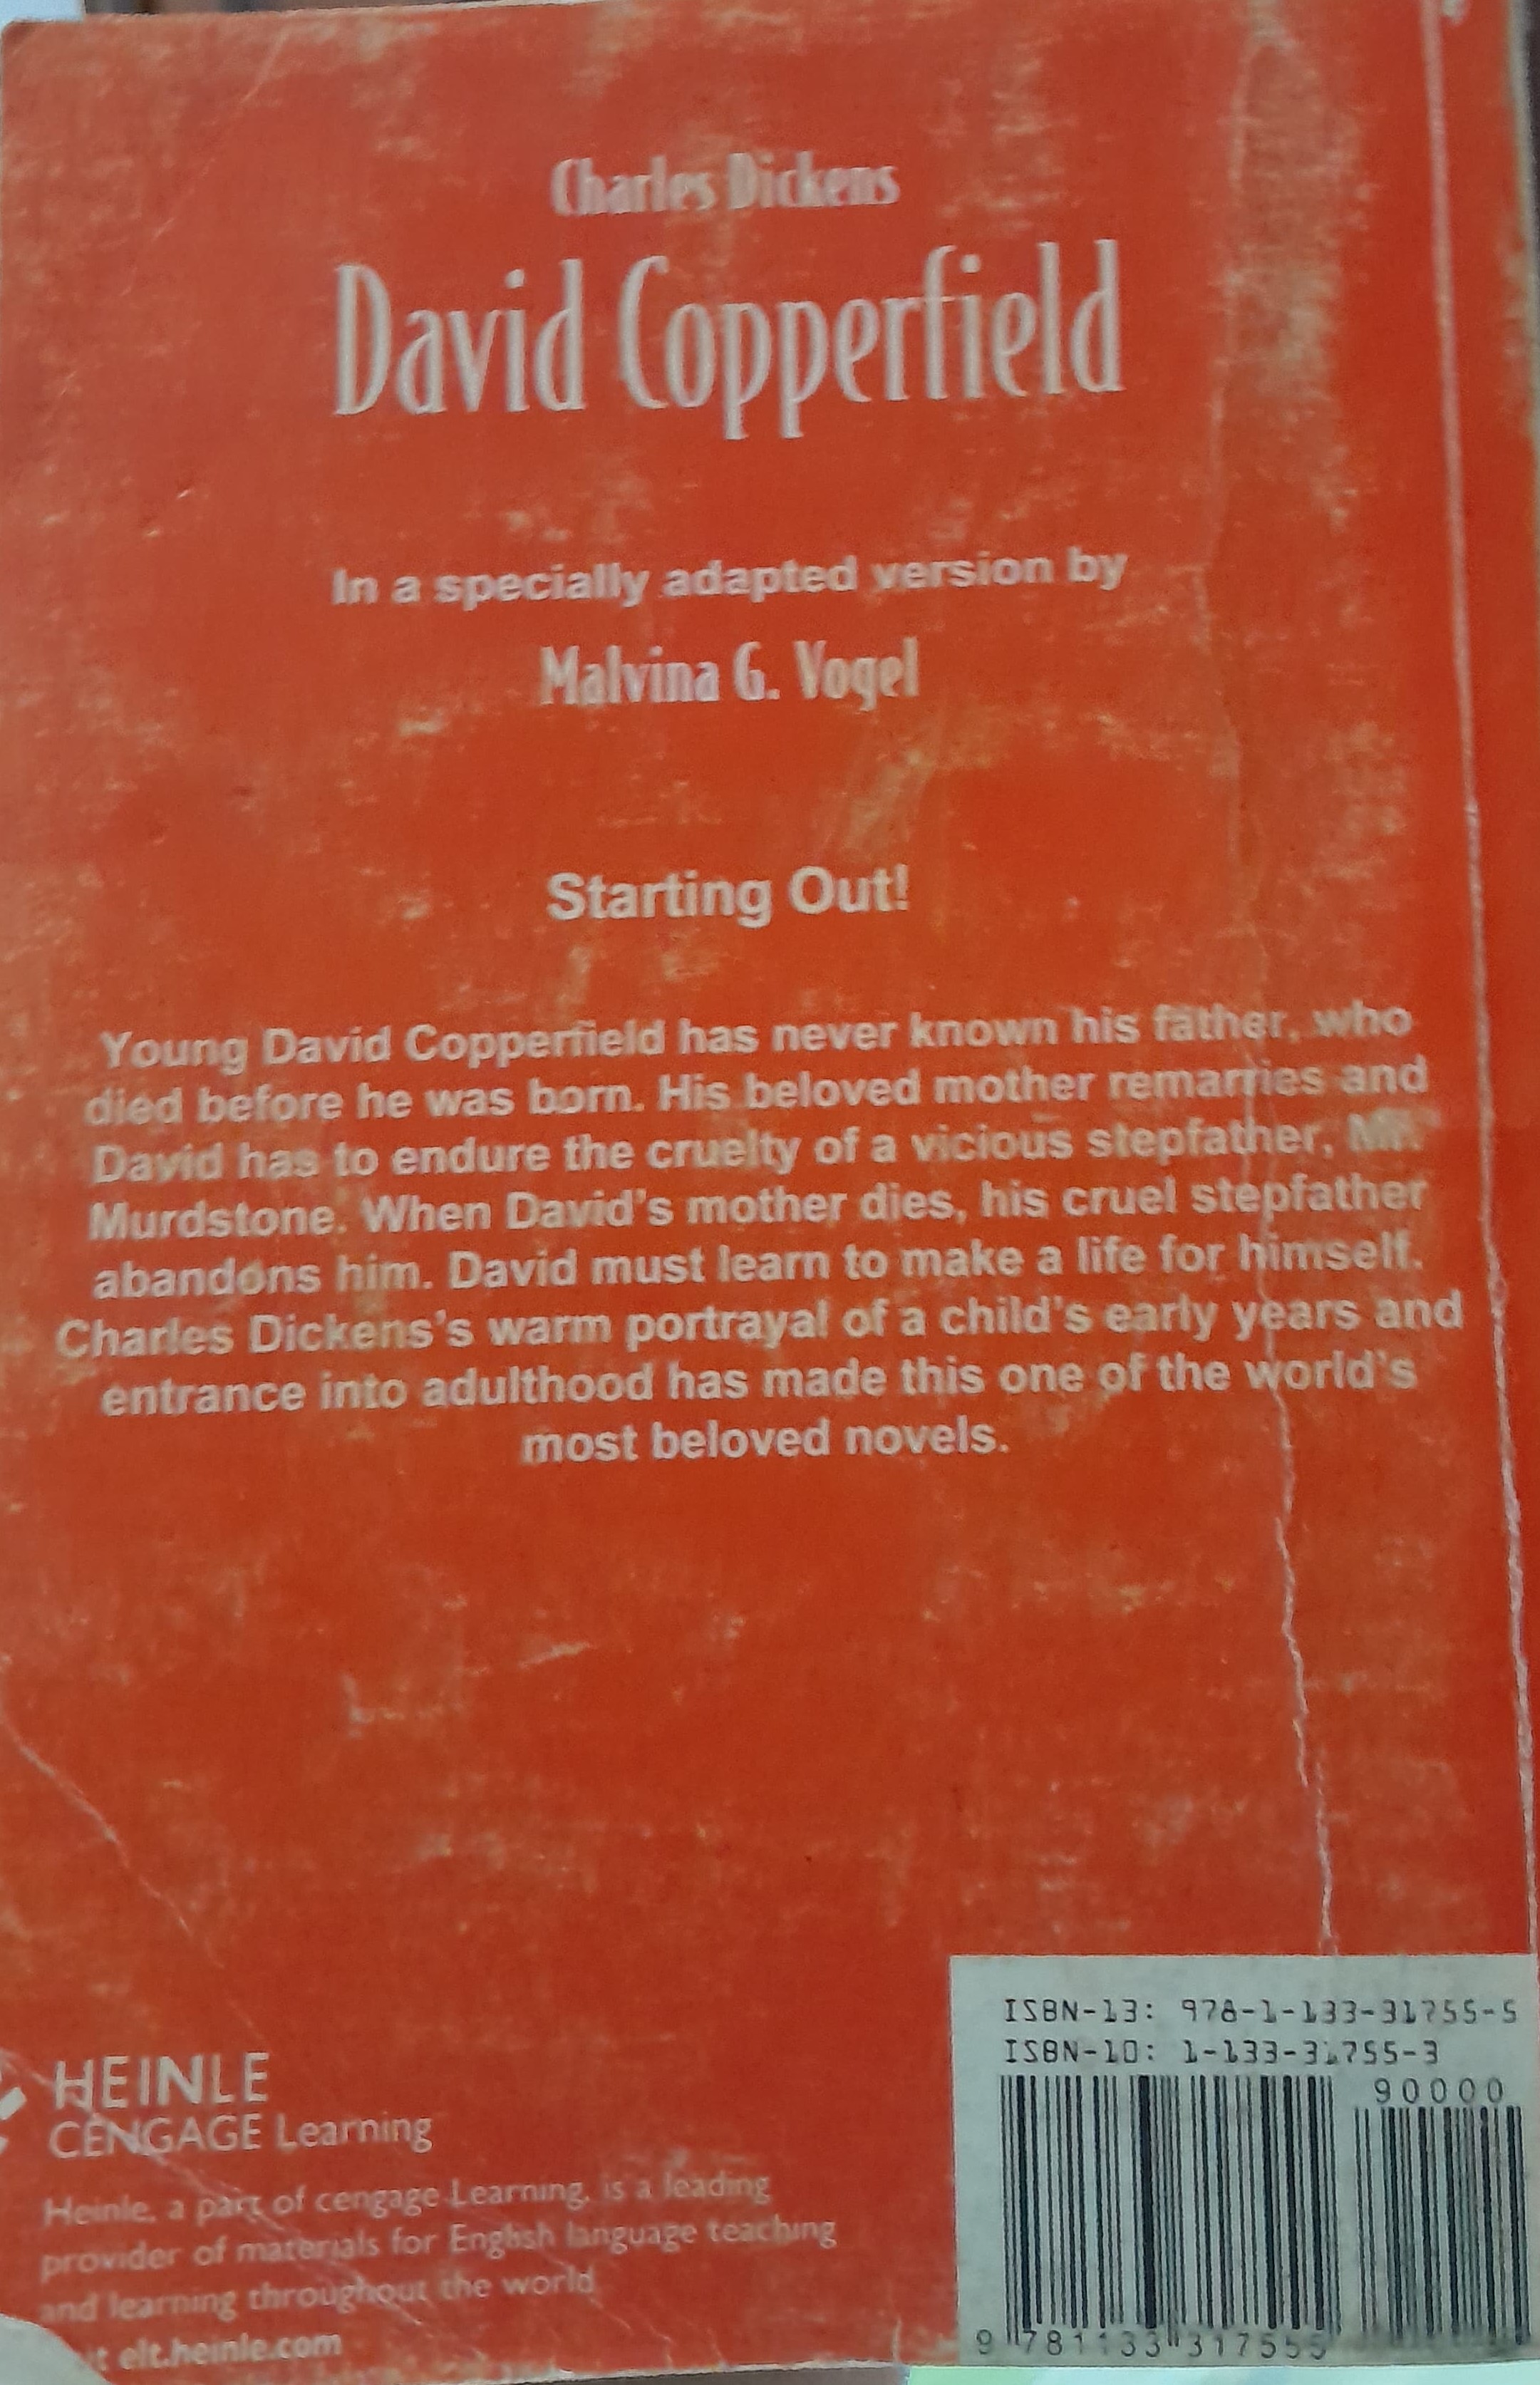 Charles Dickens
David Copperfield
In a specially adapted version by
Malvina G. Vogel
Starting Out!
Young David Copperfield has never known his father, who
died before he was born. His beloved mother remarries and
David has to endure the cruelty of a vicious stepfather, Mr.
Murdstone. When David's mother dies, his cruel stepfather
abandons him. David must learn to make a life for himself.
Charles Dickens's warm portrayal of a child's early years and
entrance into adulthood has made this one of the world's
most beloved novels.
HEINLE
CENGAGE Learning
Heinle, a part of cengage Learning, is a leading
provider of materials for English language teaching
and learning throughout the world
elt.heinle.com
ISBN-13: 978-1-133-31755-5
ISBN-10: 1-133-31755-3
90000
9 781133 317555